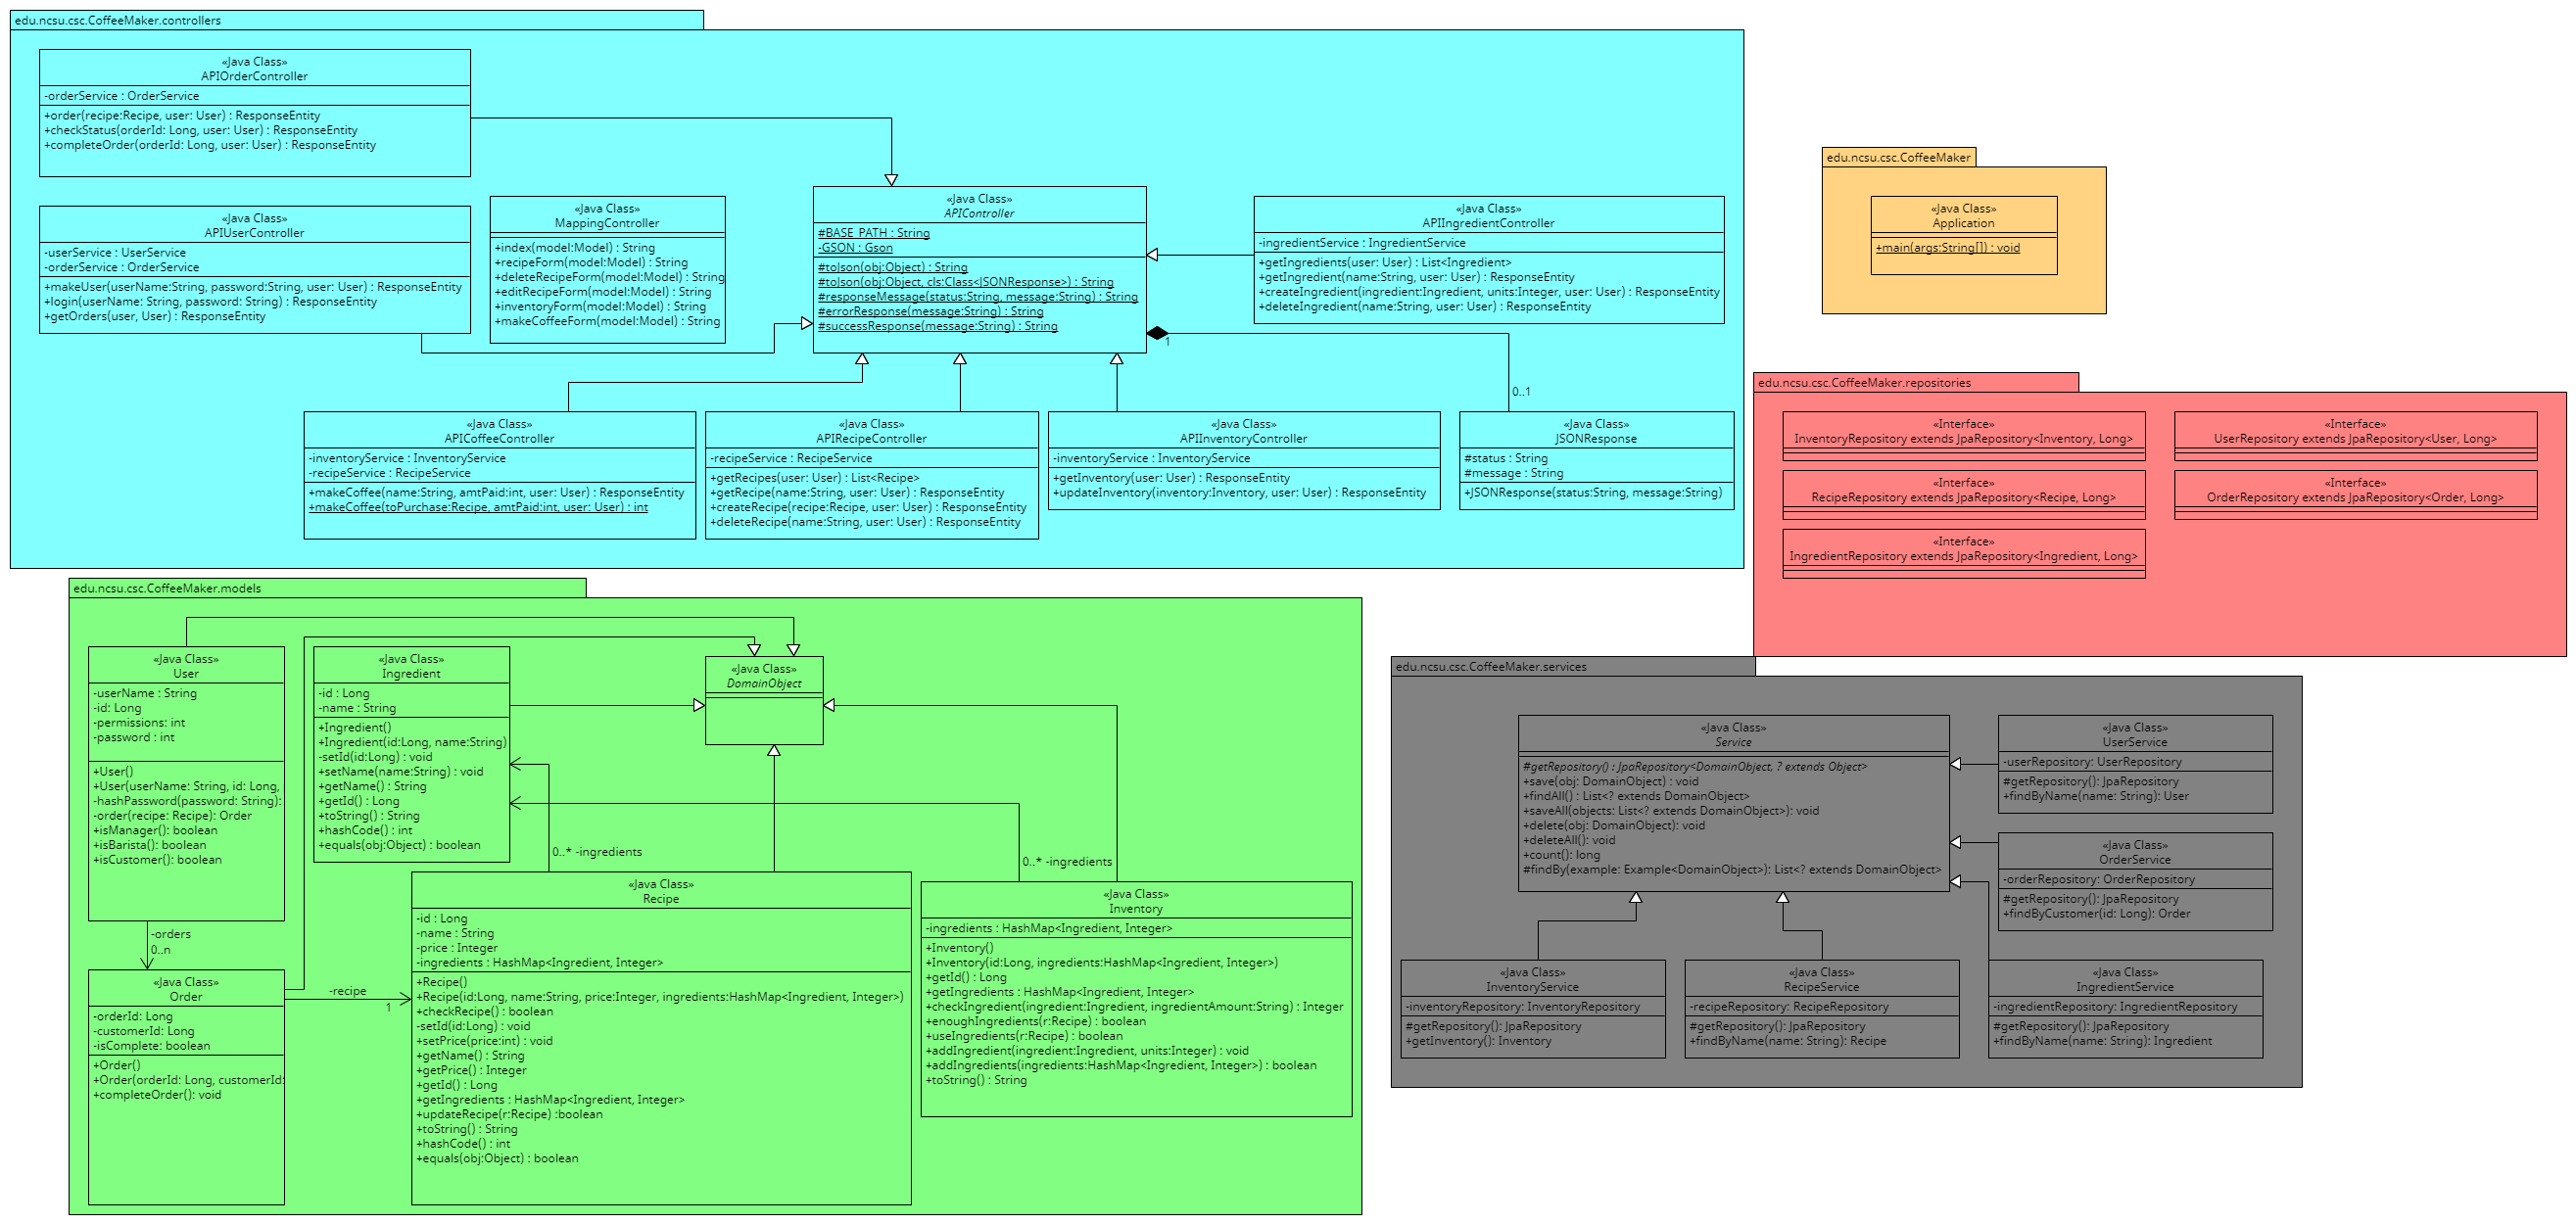 edu.ncsu.csc.CoffeeMaker.controllers
«Java Class»
APIOrderController
-orderService : OrderService
+order(recipe:Recipe, user: User) : ResponseEntity
+checkStatus(orderId: Long, user: User) : ResponseEntity
+completeOrder(orderId: Long, user: User) : ResponseEntity
«Java Class»
APIUserController
-userService : UserService
-orderService : OrderService
+makeUser(userName:String, password:String, user: User) : ResponseEntity
+login(userName: String, password: String) : ResponseEntity
+getOrders(user, User) : ResponseEntity
«Java Class»
MappingController
+index(model:Model) : String
+recipeForm(model:Model) : String
+deleteRecipeForm(model:Model) : String
+editRecipeForm(model:Model) : String
+inventoryForm(model:Model) : String
+makeCoffeeForm(model:Model) : String
«Java Class»
APIController
#BASE_PATH : String
-GSON : Gson
#toJson(obj:Object) : String
#toJson(obj:Object, cls:Class<JSONResponse>) : String
#responseMessage(status:String, message:String) : String
#errorResponse(message:String) : String
#successResponse(message:String) : String
«Java Class»
APIIngredientController
-ingredientService : IngredientService
+getIngredients(user: User) : List<Ingredient>
+getIngredient(name:String, user: User) : ResponseEntity
+createIngredient(ingredient:Ingredient, units:Integer, user: User) : ResponseEntity
+deleteIngredient(name:String, user: User) : ResponseEntity
1
0..1
«Java Class»
APICoffeeController
-inventoryService : InventoryService
-recipeService : RecipeService
+makeCoffee(name:String, amtPaid:int, user: User) : ResponseEntity
+makeCoffee(toPurchase:Recipe, amtPaid:int, user: User) : int
«Java Class»
APIRecipeController
-recipeService : RecipeService
+getRecipes(user: User) : List<Recipe>
+getRecipe(name:String, user: User) : ResponseEntity
+createRecipe(recipe:Recipe, user: User) : ResponseEntity
+deleteRecipe(name:String, user: User) : ResponseEntity
«Java Class»
APIInventoryController
-inventoryService : InventoryService
+getInventory(user: User) : ResponseEntity
+updateInventory(inventory:Inventory, user: User) : ResponseEntity
«Java Class»
JSONResponse
#status : String
#message : String
+JSONResponse(status:String, message:String)
edu.ncsu.csc.CoffeeMaker
«Java Class»
Application
+main(args:String[]) : void
edu.ncsu.csc.CoffeeMaker.repositories
«Interface»
InventoryRepository extends JpaRepository<Inventory, Long>
«Interface»
UserRepository extends JpaRepository<User, Long>
«Interface»
RecipeRepository extends JpaRepository<Recipe, Long>
«Interface»
OrderRepository extends JpaRepository<Order, Long>
«Interface»
IngredientRepository extends JpaRepository<Ingredient, Long>
edu.ncsu.csc.CoffeeMaker.models
«Java Class»
User
-userName : String
-id: Long
-permissions: int
-password : int
+User()
+User(userName: String, id: Long,
-hashPassword(password: String):
-order(recipe: Recipe): Order
+isManager(): boolean
+isBarista(): boolean
+isCustomer(): boolean
«Java Class»
Ingredient
-id : Long
-name : String
+Ingredient()
+Ingredient(id:Long, name:String)
-setId(id:Long) : void
+setName(name:String) : void
+getName() : String
+getId() : Long
+toString() : String
+hashCode() : int
+equals(obj:Object) : boolean
«Java Class»
DomainObject
0..* -ingredients
0..* -ingredients
-orders
0..n
«Java Class»
Order
-orderId: Long
-customerId: Long
-isComplete: boolean
+Order()
+Order(orderId: Long, customerId:
+completeOrder(): void
-recipe
1
«Java Class»
Recipe
-id : Long
-name : String
-price : Integer
-ingredients : HashMap<Ingredient, Integer>
+Recipe()
+Recipe(id:Long, name:String, price:Integer, ingredients:HashMap<Ingredient, Integer>)
+checkRecipe() : boolean
-setId(id:Long) : void
+setPrice(price:int) : void
+getName() : String
+getPrice() : Integer
+getId() : Long
+getIngredients : HashMap<Ingredient, Integer>
+updateRecipe(r:Recipe) :boolean
+toString() : String
+hashCode() : int
+equals(obj:Object) : boolean
«Java Class»
Inventory
-ingredients : HashMap<Ingredient, Integer>
+Inventory()
+Inventory(id:Long, ingredients:HashMap<Ingredient, Integer>)
+getId() : Long
+getIngredients : HashMap<Ingredient, Integer>
+checkIngredient(ingredient:Ingredient, ingredientAmount:String) : Integer
+enoughIngredients(r:Recipe) : boolean
+useIngredients(r:Recipe) : boolean
+addIngredient(ingredient:Ingredient, units:Integer) : void
+addIngredients(ingredients:HashMap<Ingredient, Integer>) : boolean
+toString() : String
edu.ncsu.csc.CoffeeMaker.services
«Java Class»
Service
#getRepository() : JpaRepository<DomainObject, ? extends Object>
+save(obj: DomainObject) : void
+findAll() : List<? extends DomainObject>
+saveAll(objects: List<? extends DomainObject>): void
+delete(obj: DomainObject): void
+deleteAll(): void
+count(): long
#findBy(example: Example<DomainObject>): List<? extends DomainObject>
«Java Class»
UserService
-userRepository: UserRepository
#getRepository(): JpaRepository
+findByName(name: String): User
«Java Class»
OrderService
-orderRepository: OrderRepository
#getRepository(): JpaRepository
+findByCustomer(id: Long): Order
«Java Class»
InventoryService
-inventoryRepository: InventoryRepository
#getRepository(): JpaRepository
+getInventory(): Inventory
«Java Class»
RecipeService
-recipeRepository: RecipeRepository
#getRepository(): JpaRepository
+findByName(name: String): Recipe
«Java Class»
IngredientService
-ingredientRepository: IngredientRepository
#getRepository(): JpaRepository
+findByName(name: String): Ingredient